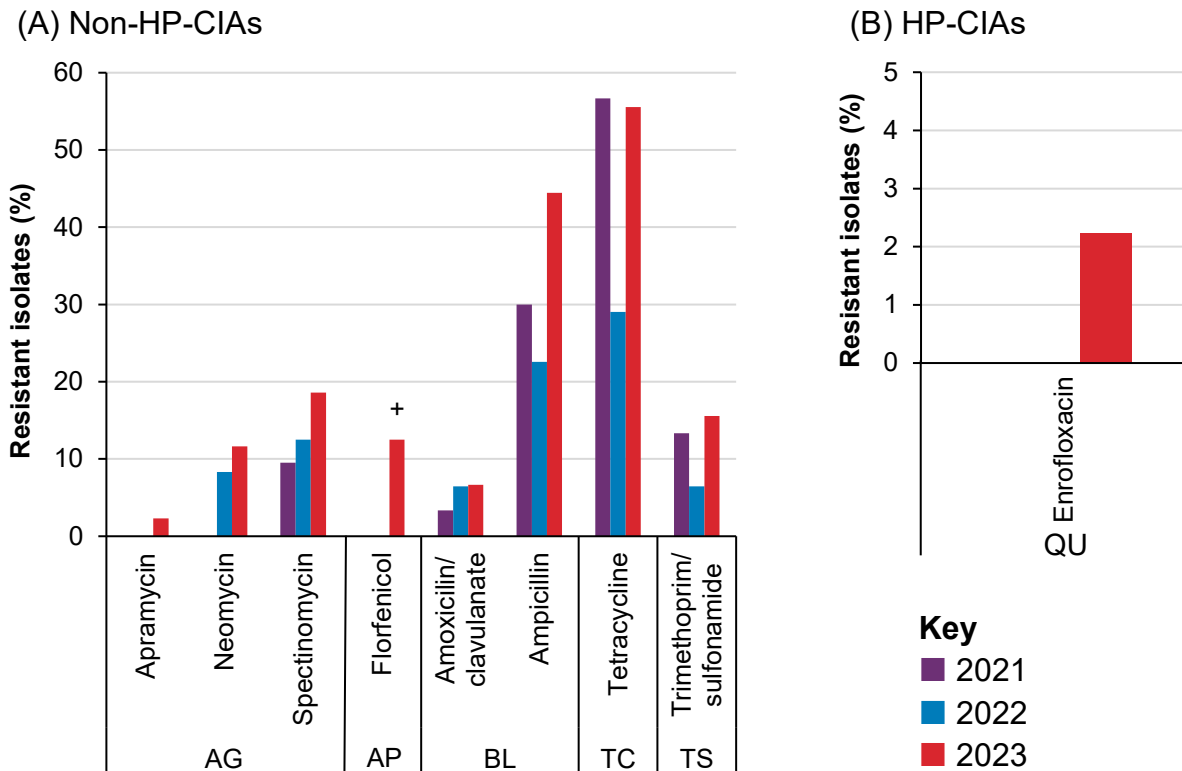 (A) Non-HP-CIAs
Resistant isolates (%)
60
50
40
30
20
10
0
+
Apramycin
Neomycin
Spectinomycin
Florfenicol
Amoxicilin/
clavulanate
Ampicillin
Tetracycline
Trimethoprim/
sulfonamide
AG
AP
BL
TC
TS
(B) HP-CIAs
Resistant isolates (%)
5
4
3
2
1
0
Enrofloxacin
QU
Key
2021
2022
2023